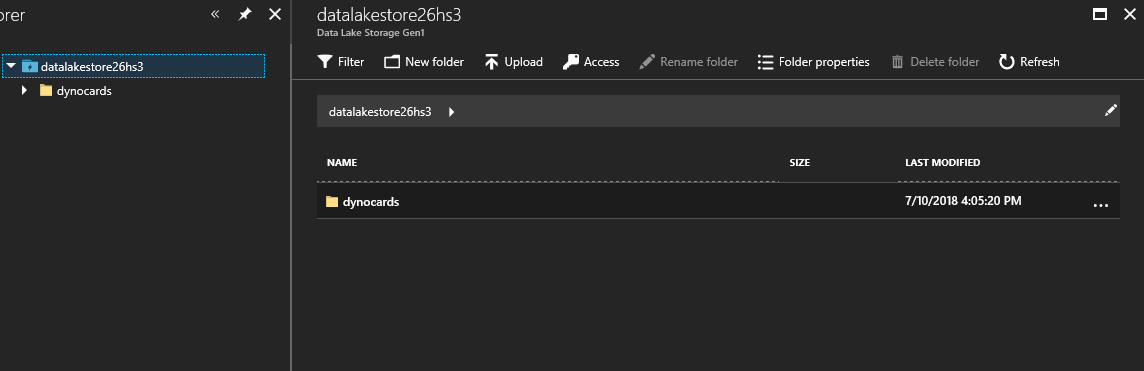 orer
datalakestore26hs3
dynocards
datalakestore26hs3
Data Lake Storage Gen1
Filter New folder Upload Access Rename folder Folder properties Delete folder Refresh
datalakestore26hs3
NAME SIZE LAST MODIFIED
dynocards 7/10/2018 4:05:20 PM ...